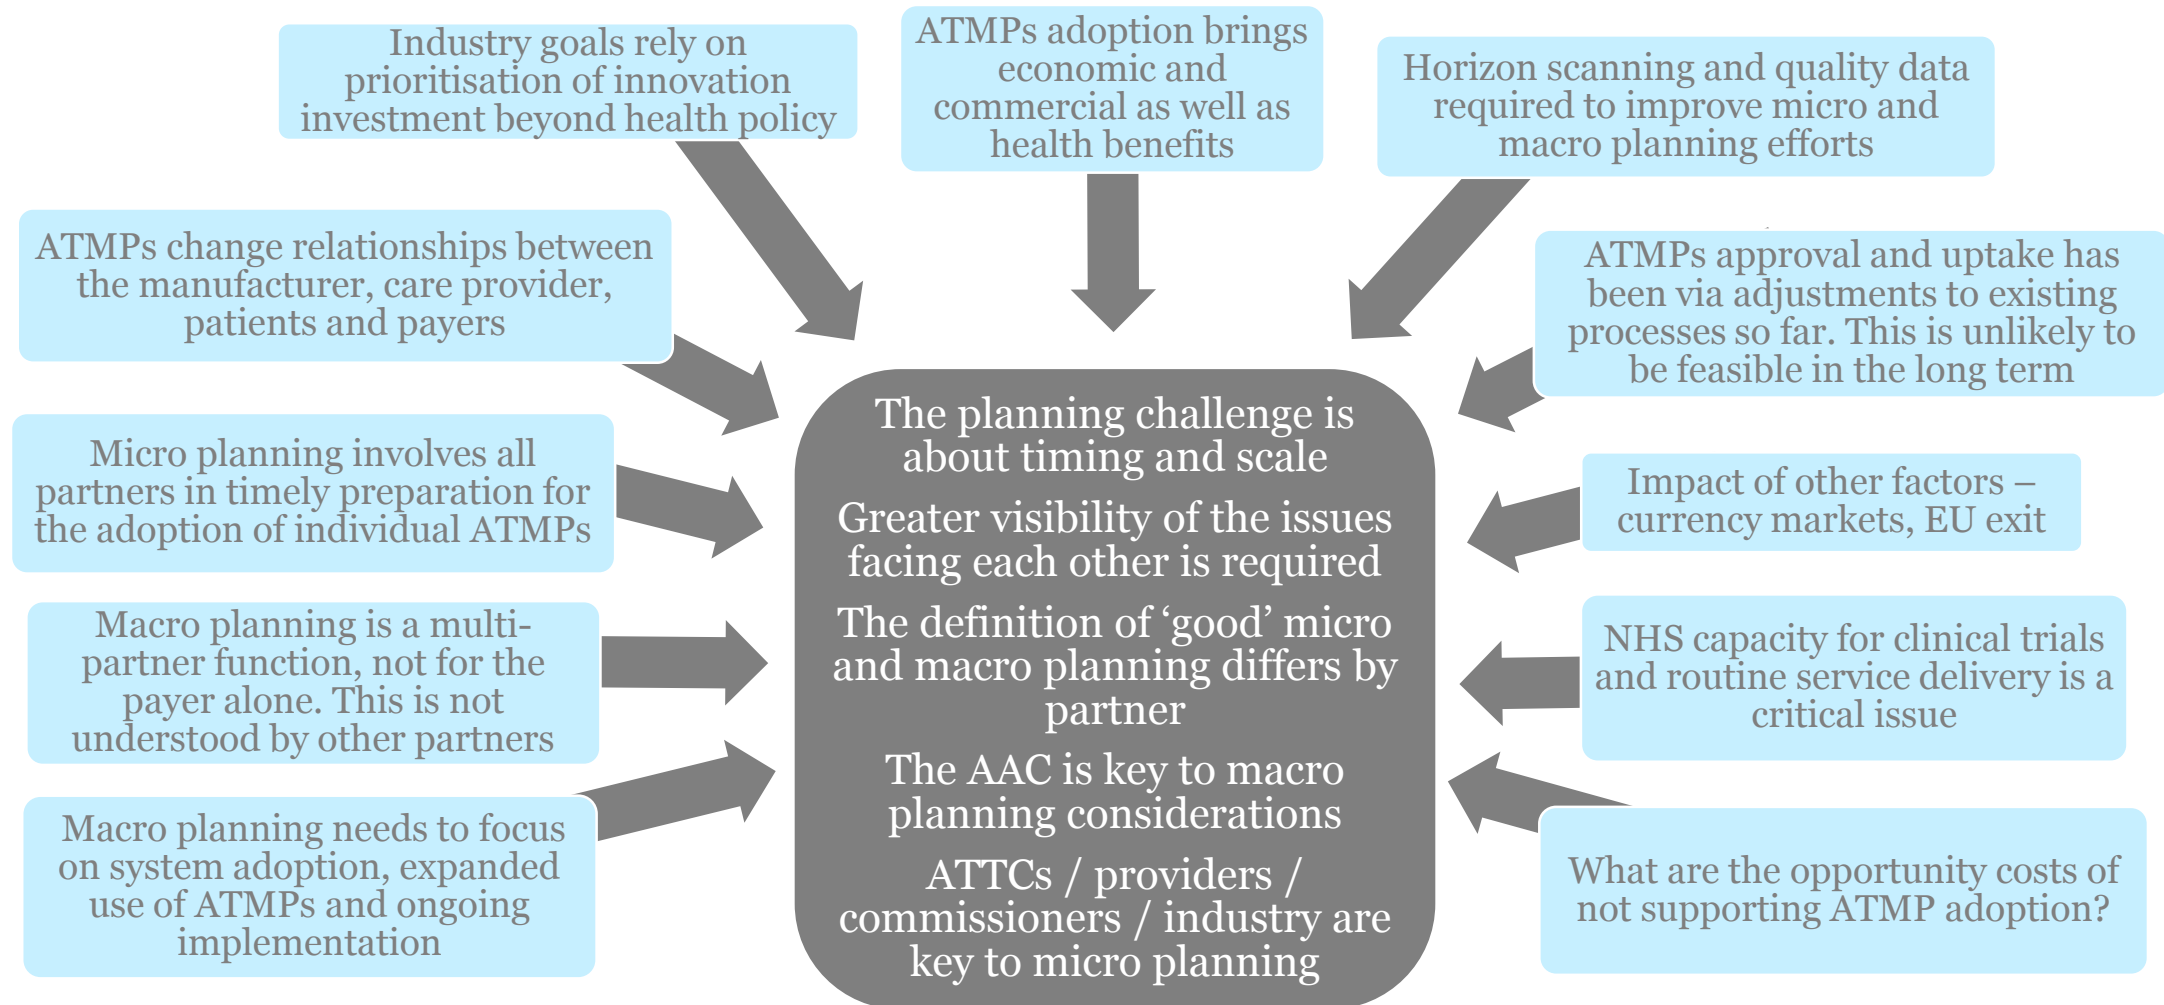 Industry goals rely on
prioritisation of innovation
investment beyond health policy
ATMPs adoption brings
economic and
commercial as well as
health benefits
Horizon scanning and quality data
required to improve micro and
macro planning efforts
ATMPs change relationships between
the manufacturer, care provider,
patients and payers
ATMPs approval and uptake has
been via adjustments to existing
processes so far. This is unlikely to
be feasible in the long term
Micro planning involves all
partners in timely preparation for
the adoption of individual ATMPs
Impact of other factors –
currency markets, EU exit
Macro planning is a multi-
partner function, not for the
payer alone. This is not
understood by other partners
NHS capacity for clinical trials
and routine service delivery is a
critical issue
Macro planning needs to focus
on system adoption, expanded
use of ATMPs and ongoing
implementation
What are the opportunity costs of
not supporting ATMP adoption?
The planning challenge is
about timing and scale
Greater visibility of the issues
facing each other is required
The definition of ‘good’ micro
and macro planning differs by
partner
The AAC is key to macro
planning considerations
ATTCs / providers /
commissioners / industry are
key to micro planning